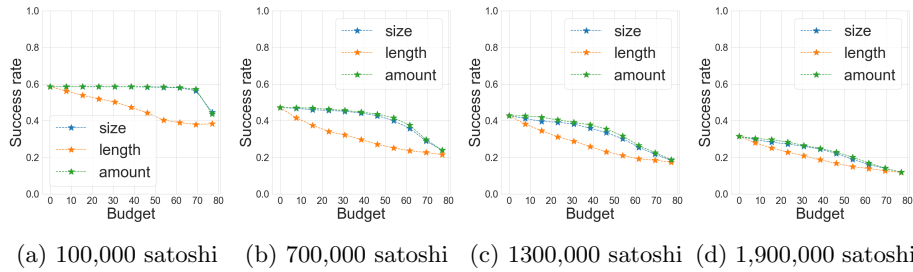 1.0
0.8
0.6
0.4
0.2
0.0
Success rate
size
length
amount
0 10 20 30 40 50 60 70 80
Budget
1.0
0.8
0.6
0.4
0.2
0.0
Success rate
size
length
amount
0 10 20 30 40 50 60 70 80
Budget
1.0
0.8
0.6
0.4
0.2
0.0
Success rate
size
length
amount
0 10 20 30 40 50 60 70 80
Budget
1.0
0.8
0.6
0.4
0.2
0.0
Success rate
size
length
amount
0 10 20 30 40 50 60 70 80
Budget
(a) 100,000 satoshi (b) 700,000 satoshi (c) 1300,000 satoshi (d) 1,900,000 satoshi